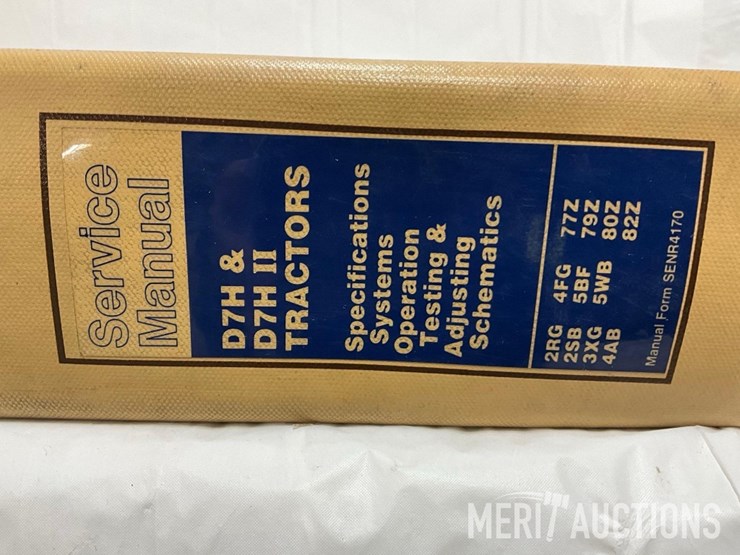 Service
Manual
D7H &
D7H II
TRACTORS
Specifications
Systems
Operation
Testing &
Adjusting
Schematics
2RG 4FG 77Z
2SB 5BF 79Z
3XG 5WB 80Z
4AB 82Z
Manual Form SENR4170
MERIT AUCTIONS